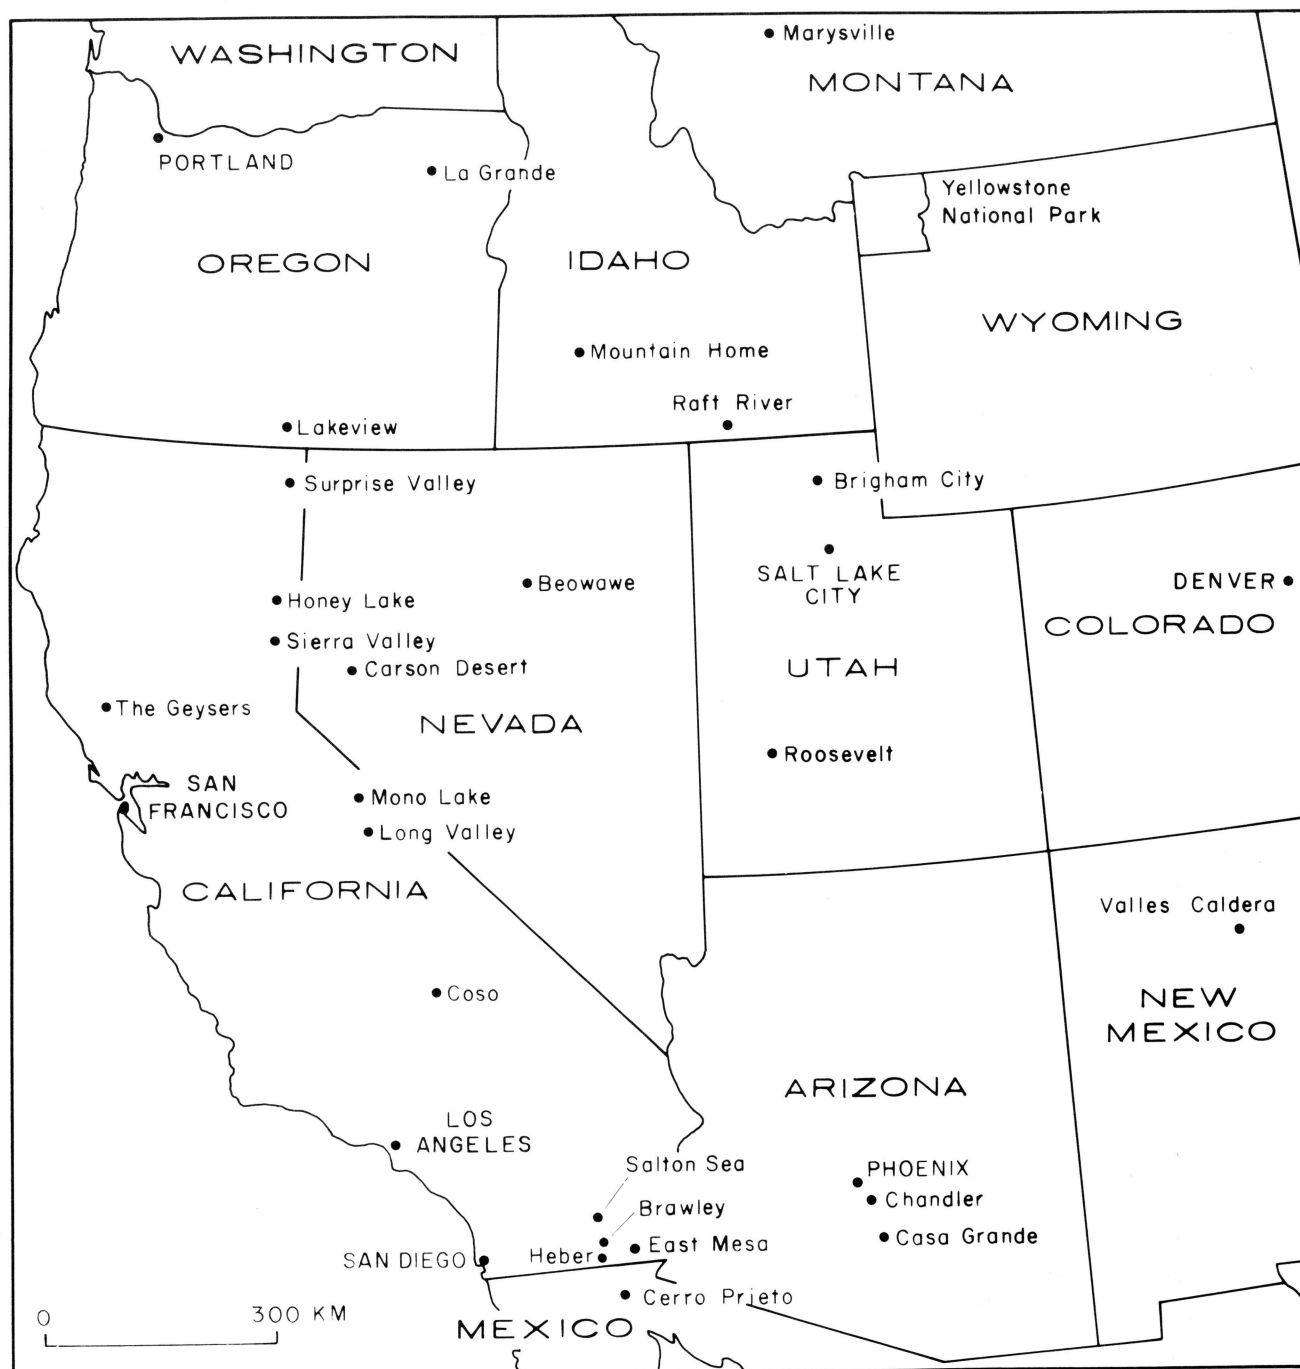 Marysville
WASHINGTON
MONTANA
PORTLAND
La Grande
Yellowstone
National Park
OREGON
IDAHO
WYOMING
Mountain Home
Raft River
Lakeview
Surprise Valley
Brigham City
Beowawe
SALT LAKE
CITY
DENVER
Honey Lake
COLORADO
Sierra Valley
Carson Desert
UTAH
The Geysers
NEVADA
Roosevelt
SAN
FRANCISCO
Mono Lake
Long Valley
CALIFORNIA
Valles Caldera
Coso
NEW
MEXICO
ARIZONA
LOS
ANGELES
Salton Sea
PHOENIX
Chandler
Brawley
Casa Grande
East Mesa
Heber
SAN DIEGO
Cerro Prieto
0 300 KM
MEXICO